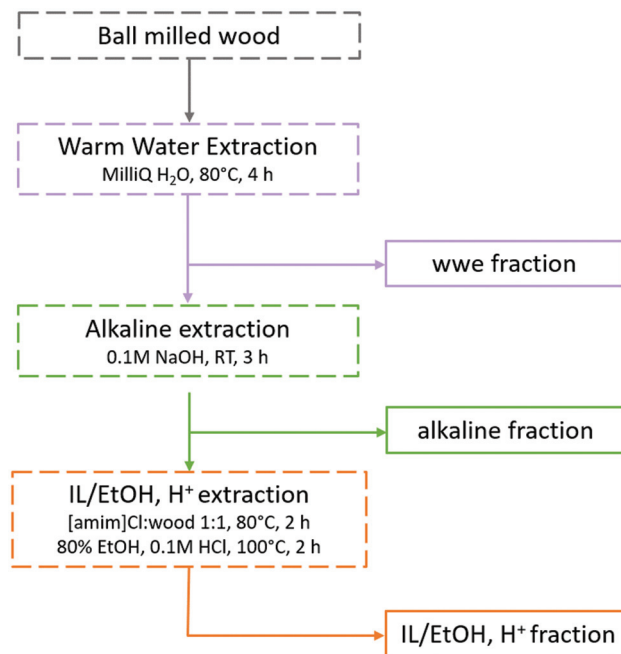 Ball milled wood
Warm Water Extraction
MilliQ H₂O, 80°C, 4 h
wwe fraction
Alkaline extraction
0.1M NaOH, RT, 3 h
alkaline fraction
IL/EtOH, H⁺ extraction
[amim]Cl:wood 1:1, 80°C, 2 h
80% EtOH, 0.1M HCl, 100°C, 2 h
IL/EtOH, H⁺ fraction